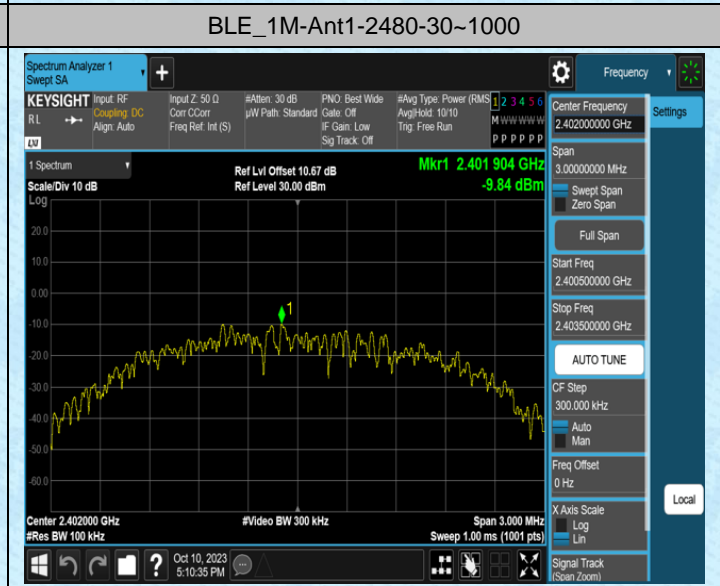 BLE_1M-Ant1-2480-30~1000
Spectrum Analyzer 1
Swept SA
Frequency
Settings
KEYSIGHT
RL
Input: RF
Coupling: DC
Align: Auto
Input Z: 50 Ω
Corr CCorr
Freq Ref: Int (S)
#Atten: 30 dB
µW Path: Standard
PNO: Best Wide
Gate: Off
IF Gain: Low
Sig Track: Off
#Avg Type: Power (RMS
Avg|Hold: 10/10
Trig: Free Run
1 2 3 4 5 6
M W W W W W
P P P P P P
LXI
1 Spectrum
Scale/Div 10 dB
Log
Ref Lvl Offset 10.67 dB
Ref Level 30.00 dBm
Mkr1 2.401 904 GHz
-9.84 dBm
20.0
10.0
0.00
-10.0
-20.0
-30.0
-40.0
-50.0
-60.0
1
Center 2.402000 GHz
#Res BW 100 kHz
#Video BW 300 kHz
Span 3.000 MHz
Sweep 1.00 ms (1001 pts)
Oct 10, 2023
5:10:35 PM
Center Frequency
2.402000000 GHz
Span
3.00000000 MHz
Swept Span
Zero Span
Full Span
Start Freq
2.400500000 GHz
Stop Freq
2.403500000 GHz
AUTO TUNE
CF Step
300.000 kHz
Auto
Man
Freq Offset
0 Hz
X Axis Scale
Log
Lin
Signal Track
(Span Zoom)
Local